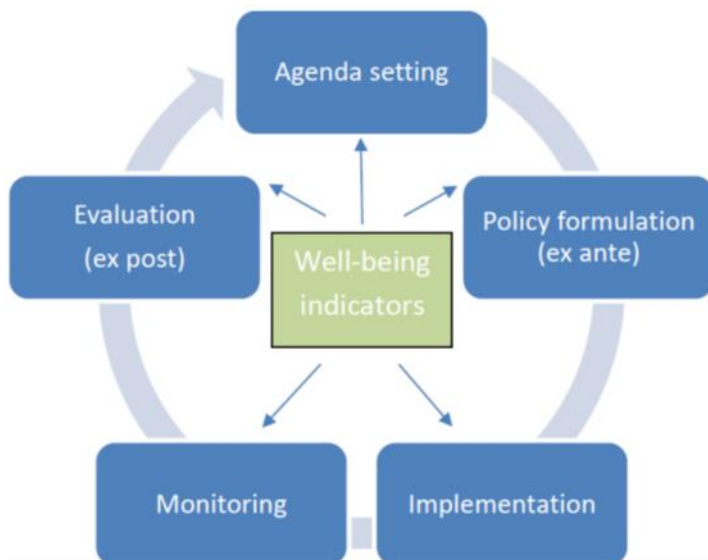 Agenda setting
Evaluation
(ex post)
Policy formulation
(ex ante)
Well-being
indicators
Monitoring
Implementation